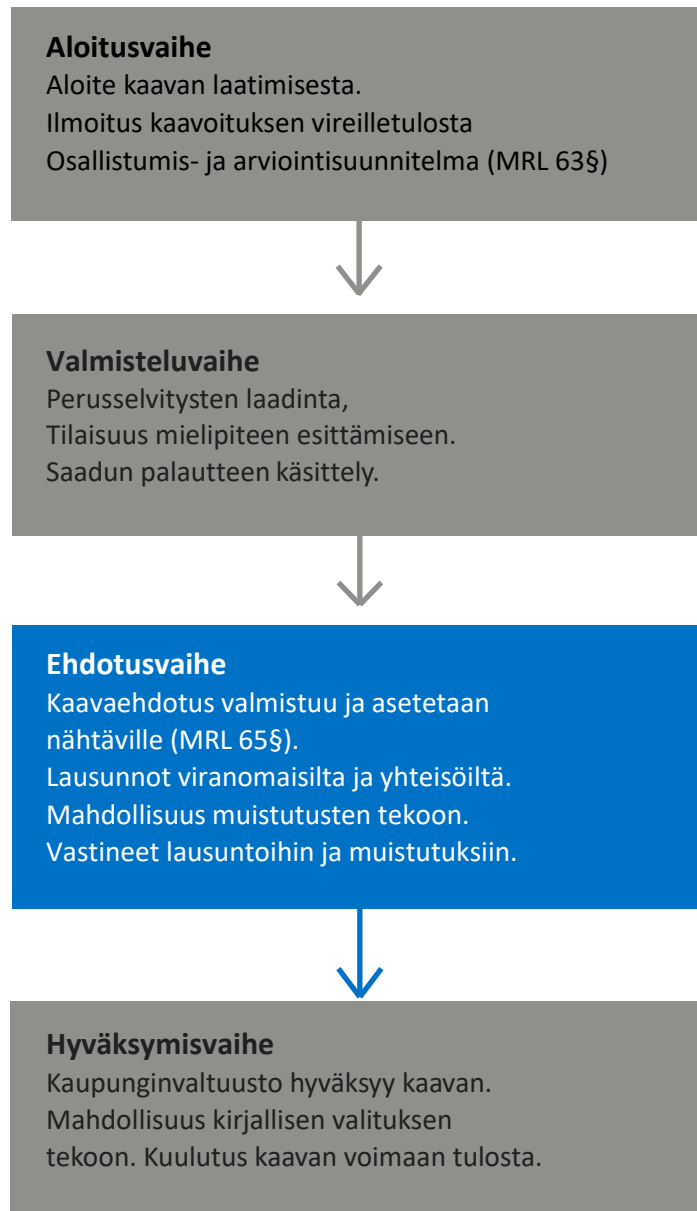 Aloitusvaihe
Aloite kaavan laatimisesta.
Ilmoitus kaavoituksen vireilletulosta
Osallistumis- ja arviointisuunnitelma (MRL 63§)
Valmisteluvaihe
Perusselvitysten laadinta,
Tilaisuus mielipiteen esittämiseen.
Saadun palautteen käsittely.
Ehdotusvaihe
Kaavaehdotus valmistuu ja asetetaan
nähtäville (MRL 65§).
Lausunnot viranomaisilta ja yhteisöiltä.
Mahdollisuus muistutusten tekoon.
Vastineet lausuntoihin ja muistutuksiin.
Hyväksymisvaihe
Kaupunginvaltuusto hyväksyy kaavan.
Mahdollisuus kirjallisen valituksen
tekoon. Kuulutus kaavan voimaan tulosta.